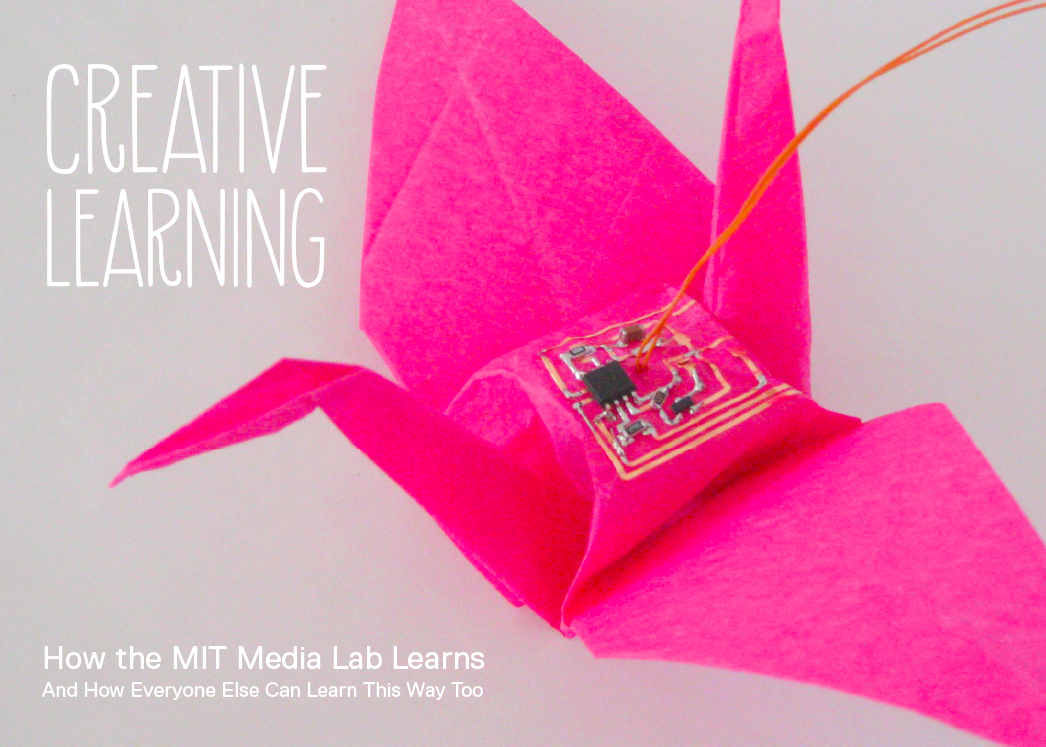 CREATIVE
LEARNING
How the MIT Media Lab Learns
And How Everyone Else Can Learn This Way Too